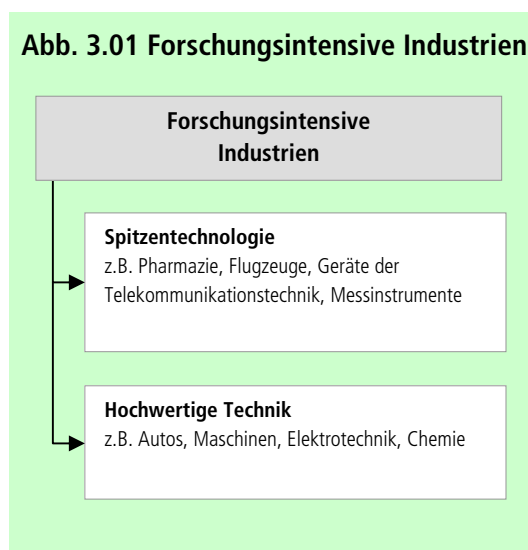 Abb. 3.01 Forschungsintensive Industrien
Forschungsintensive
Industrien
Spitzentechnologie
z.B. Pharmazie, Flugzeuge, Geräte der
Telekommunikationstechnik, Messinstrumente
Hochwertige Technik
z.B. Autos, Maschinen, Elektrotechnik, Chemie